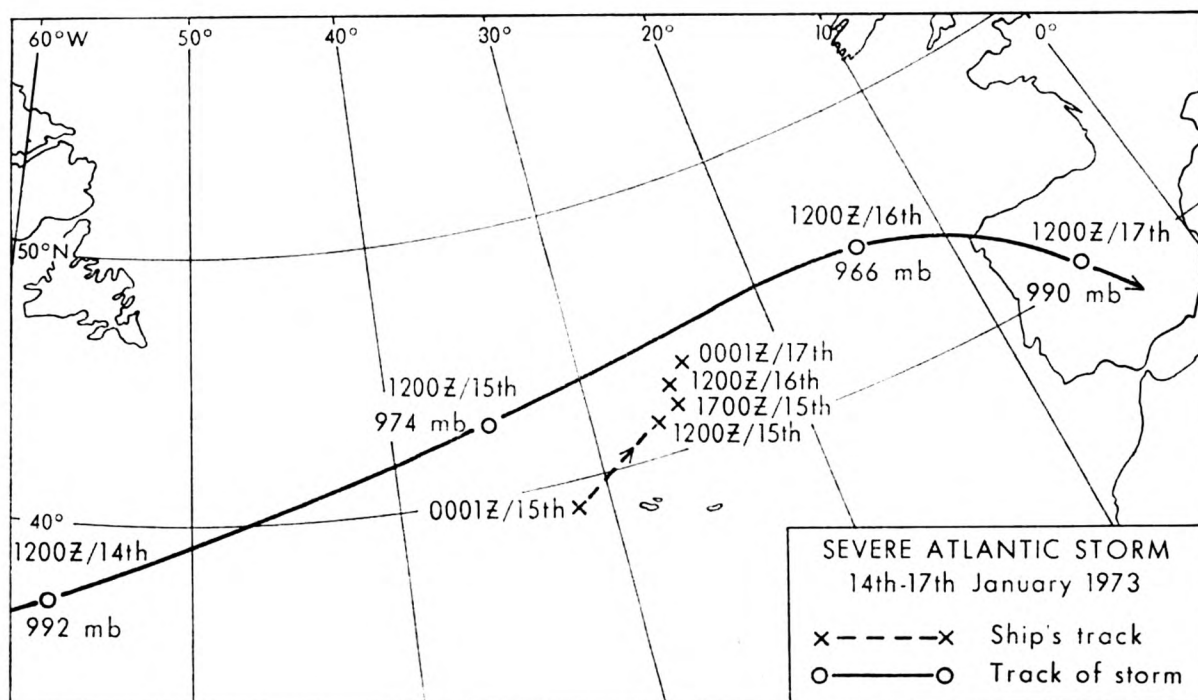 60°W
50°
40°
30°
20°
10°
0°
50°N
1200Z/16th
966 mb
1200Z/17th
990 mb
0001Z/17th
1200Z/16th
1700Z/15th
1200Z/15th
1200Z/15th
974 mb
0001Z/15th
40°
1200Z/14th
992 mb
SEVERE ATLANTIC STORM
14th-17th January 1973
Ship's track
Track of storm